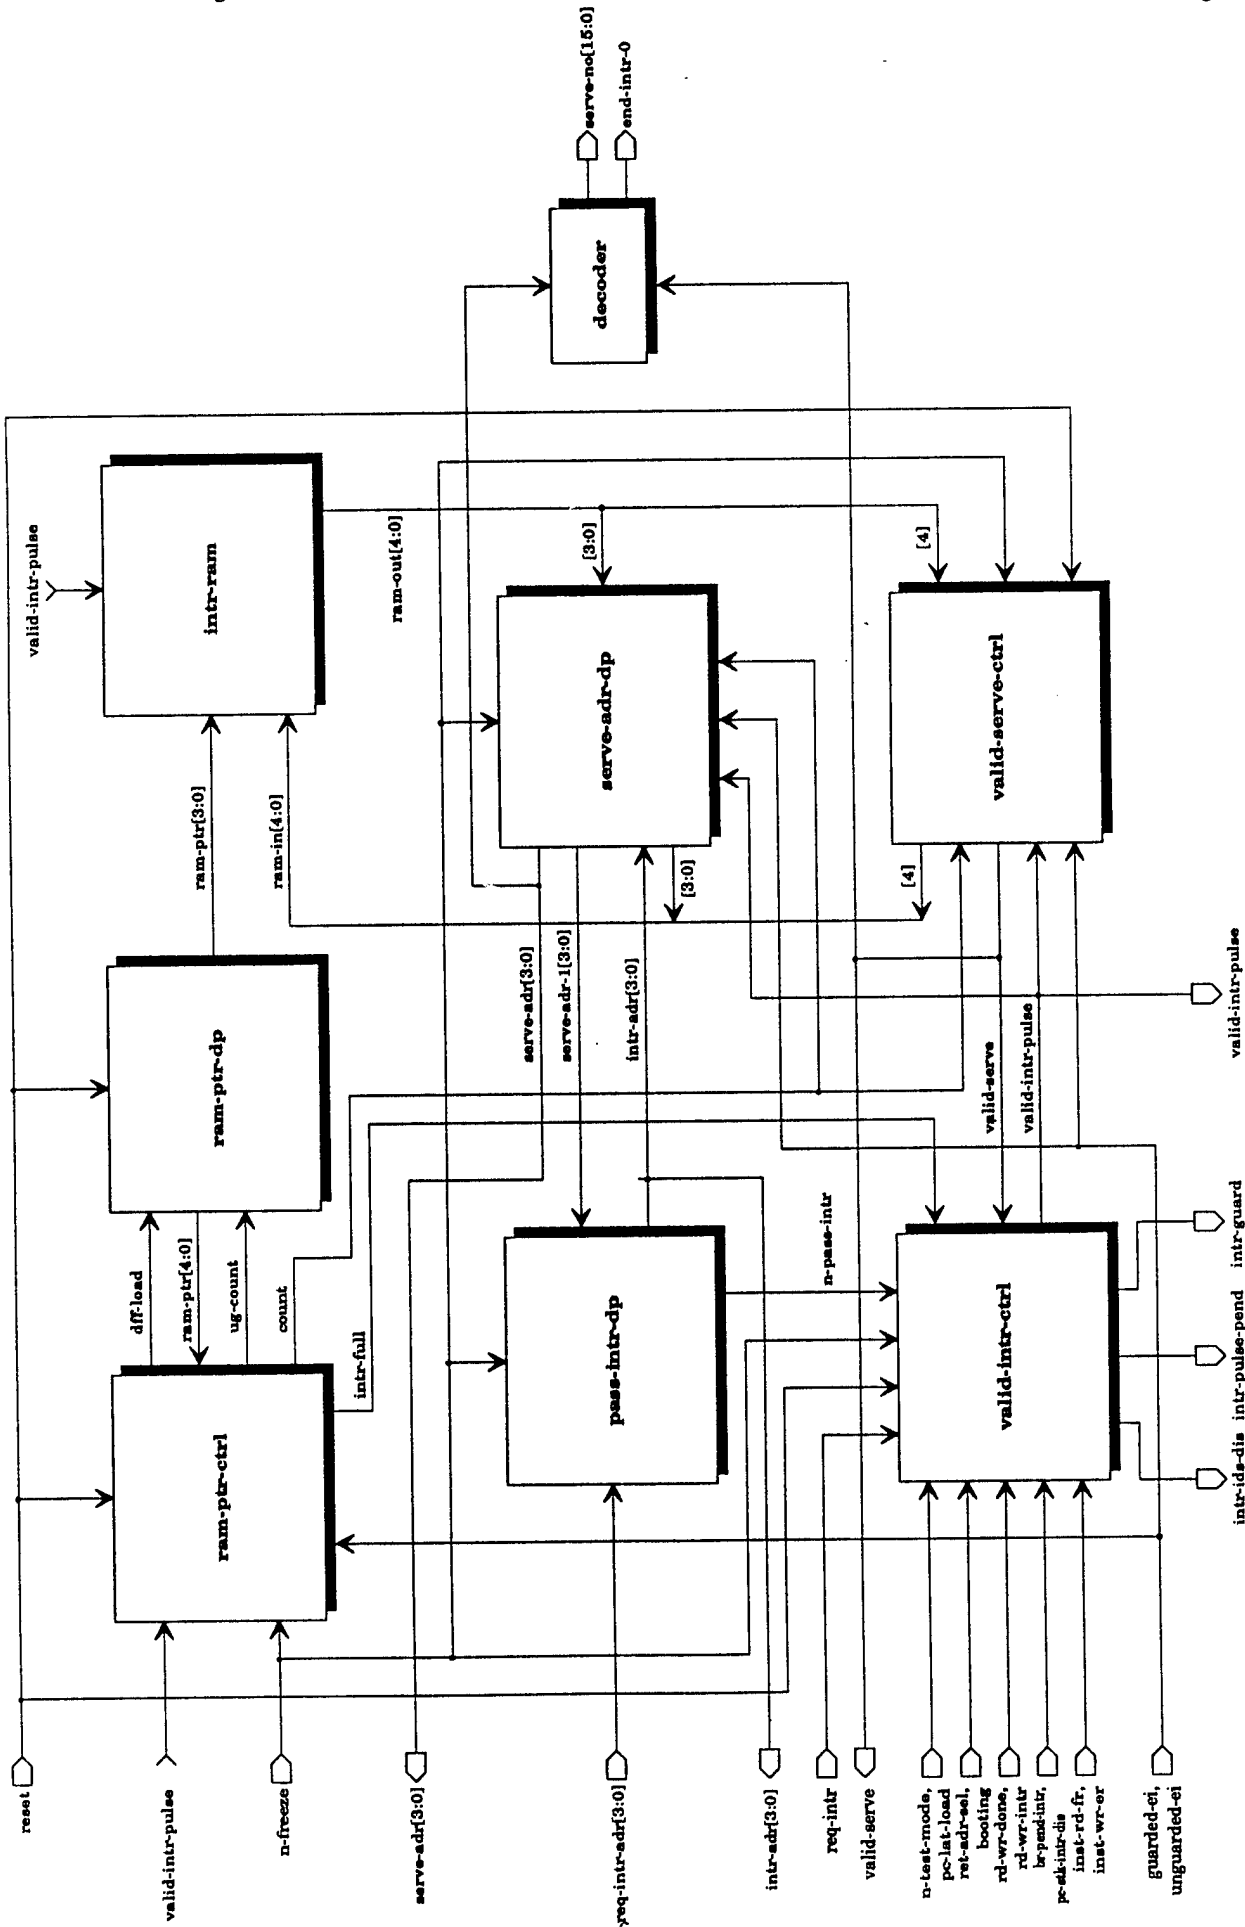 reset
valid-intr-pulse
n-freeze
serve-adr[3:0]
req-intr-adr[3:0]
intr-adr[3:0]
req-intr
valid-serve
n-test-mode,
pc-lat-load
ret-adr-sel,
booting
rd-wr-done,
rd-wr-intr
br-pend-intr,
pc-stk-intr-dis
inst-rd-fr,
inst-wr-er
guarded-ei,
unguarded-ei
ram-ptr-ctrl
dff-load
ram-ptr[4:0]
ug-count
count
intr-full
pass-intr-dp
n-pass-intr
valid-intr-ctrl
intr-ids-dis
intr-pulse-pend
intr-guard
ram-ptr-dp
ram-ptr[3:0]
ram-in[4:0]
serve-adr[3:0]
serve-adr-1[3:0]
intr-adr[3:0]
valid-serve
valid-intr-pulse
valid-intr-pulse
[3:0]
[4]
valid-intr-pulse
intr-ram
ram-out[4:0]
serve-adr-dp
[3:0]
valid-serve-ctrl
[4]
decoder
serve-no[15:0]
end-intr-0